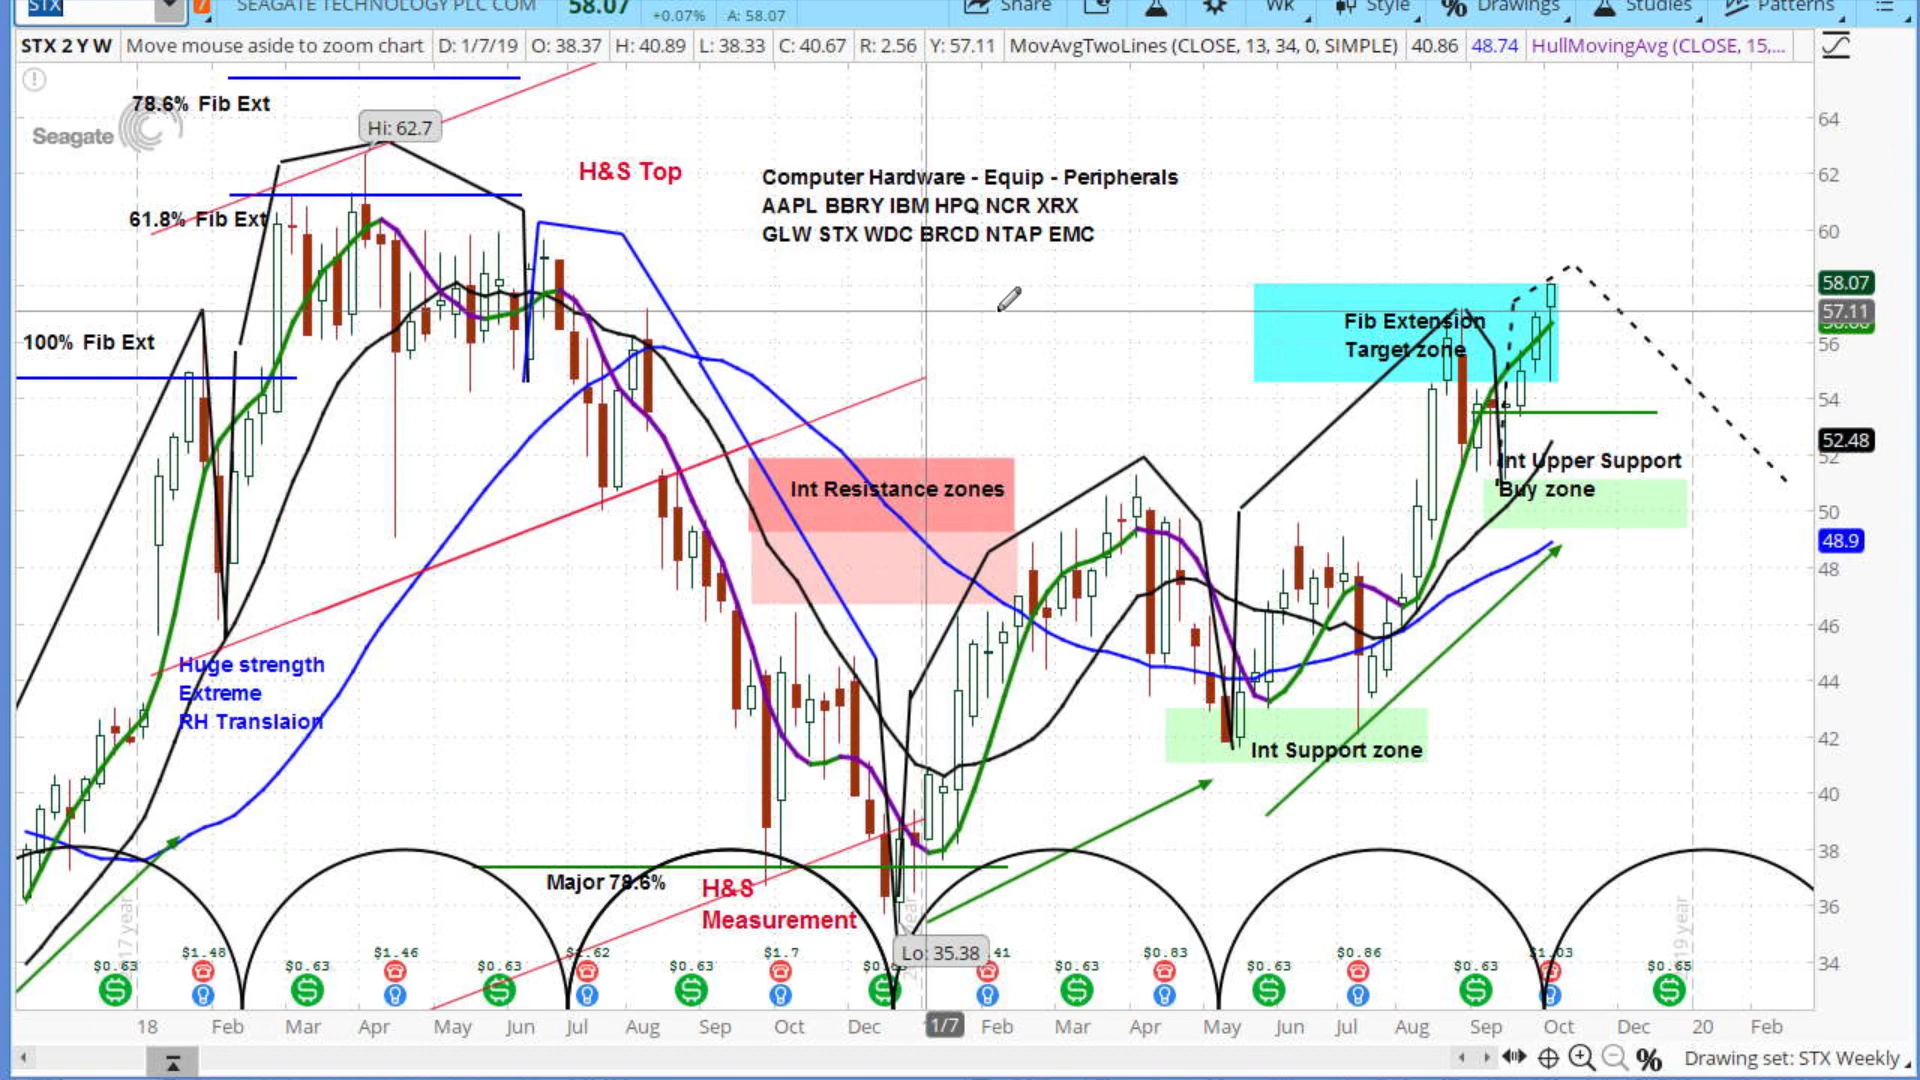 STX
SEAGATE TECHNOLOGY PLC COM
58.07
+0.07%
A: 58.07
Share
Wk
Style
Drawings
Studies
Patterns
STX 2 Y W
Move mouse aside to zoom chart
D: 1/7/19
O: 38.37
H: 40.89
L: 38.33
C: 40.67
R: 2.56
Y: 57.11
MovAvgTwoLines (CLOSE, 13, 34, 0, SIMPLE)
40.86
48.74
HullMovingAvg (CLOSE, 15,...
78.6% Fib Ext
Seagate
Hi: 62.7
H&S Top
Computer Hardware - Equip - Peripherals
AAPL BBRY IBM HPQ NCR XRX
GLW STX WDC BRCD NTAP EMC
61.8% Fib Ext
100% Fib Ext
Fib Extension
Target zone
Int Resistance zones
Int Upper Support
Buy zone
Huge strength
Extreme
RH Translaion
Int Support zone
Major 78.6%
H&S
Measurement
Lo: 35.38
64
62
60
58.07
57.11
56
54
52.48
52
50
48.9
48
46
44
42
40
38
36
34
$0.63
$1.48
$0.63
$1.46
$0.63
$0.63
$1.7
$0.63
$0.83
$0.63
$0.86
$0.63
$0.65
18
Feb
Mar
Apr
May
Jun
Jul
Aug
Sep
Oct
Dec
1/7
Feb
Mar
Apr
May
Jun
Jul
Aug
Sep
Oct
Dec
20
Feb
Drawing set: STX Weekly